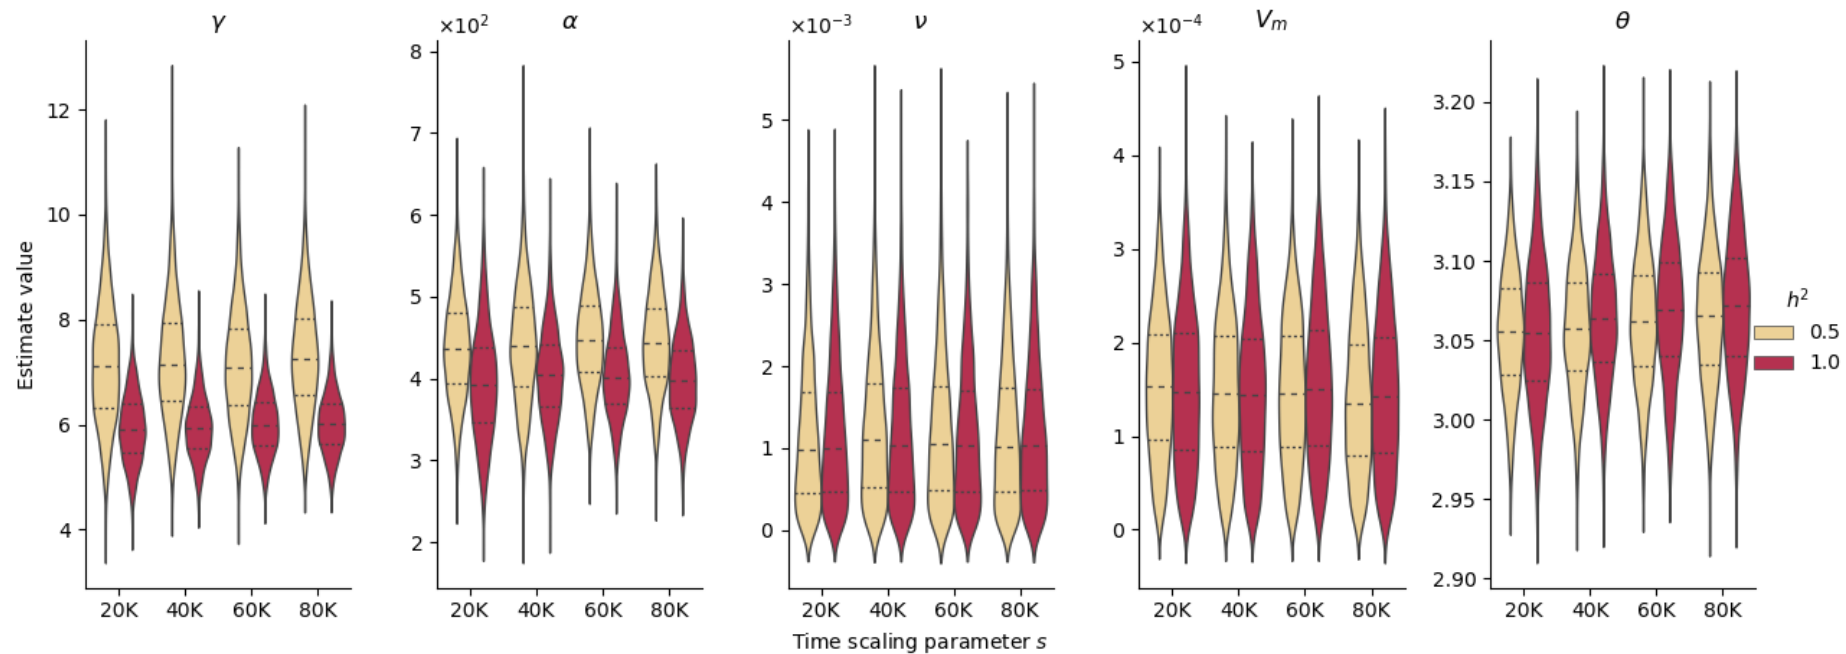 γ
α
ν
V_m
θ
×10²
×10⁻³
×10⁻⁴
Estimate value
12
10
8
6
4
20K 40K 60K 80K
8
7
6
5
4
3
2
20K 40K 60K 80K
5
4
3
2
1
0
20K 40K 60K 80K
5
4
3
2
1
0
20K 40K 60K 80K
3.20
3.15
3.10
3.05
3.00
2.95
2.90
20K 40K 60K 80K
h²
0.5
1.0
Time scaling parameter s